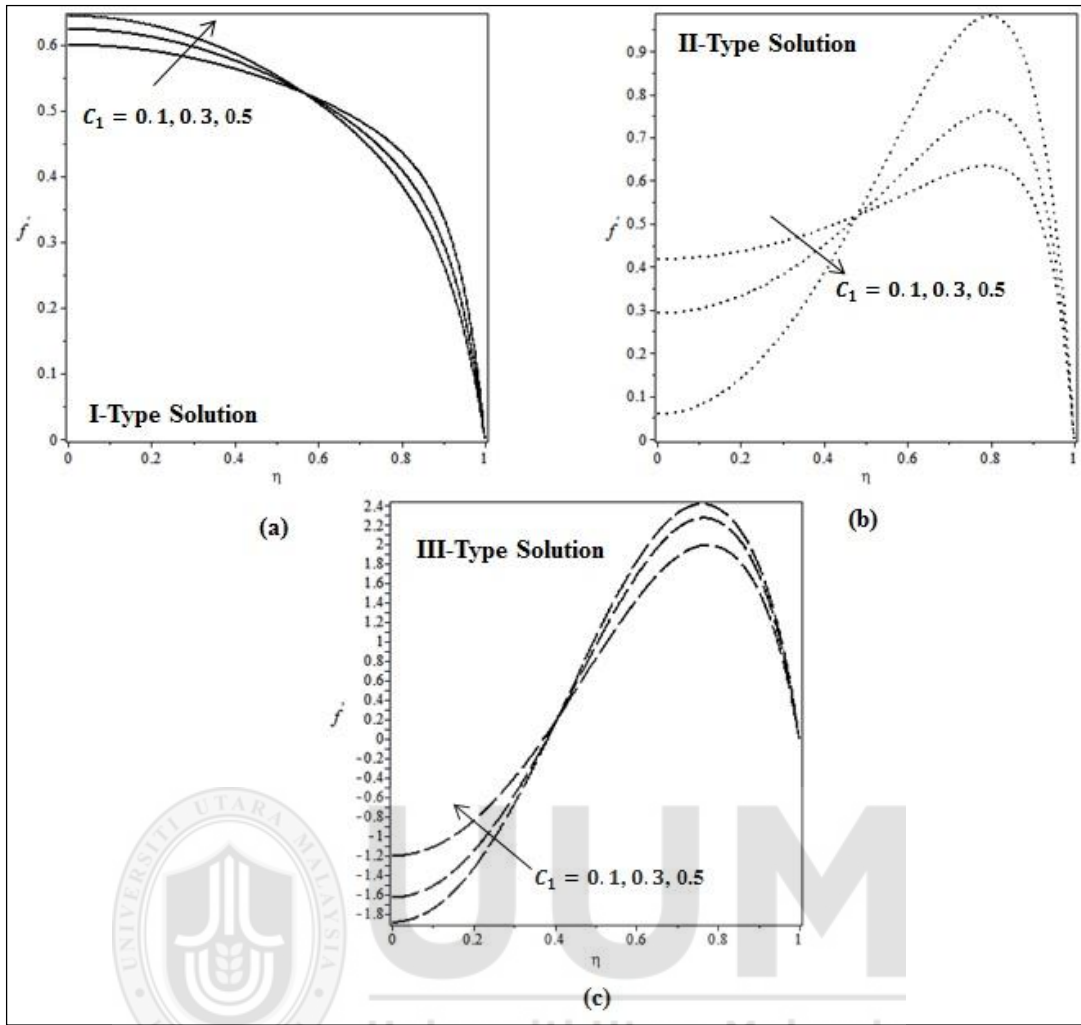 I-Type Solution
C₁ = 0.1, 0.3, 0.5
f′
0.6
0.5
0.4
0.3
0.2
0.1
0
0 0.2 0.4 0.6 0.8 1
η
(a)
II-Type Solution
C₁ = 0.1, 0.3, 0.5
f′
0.9
0.8
0.7
0.6
0.5
0.4
0.3
0.2
0.1
0
0 0.2 0.4 0.6 0.8 1
η
(b)
III-Type Solution
C₁ = 0.1, 0.3, 0.5
f′
2.4
2.2
2
1.8
1.6
1.4
1.2
1
0.8
0.6
0.4
0.2
0
-0.2
-0.4
-0.6
-0.8
-1
-1.2
-1.4
-1.6
-1.8
0 0.2 0.4 0.6 0.8 1
η
(c)
UNIVERSITI UTARA MALAYSIA
UUM